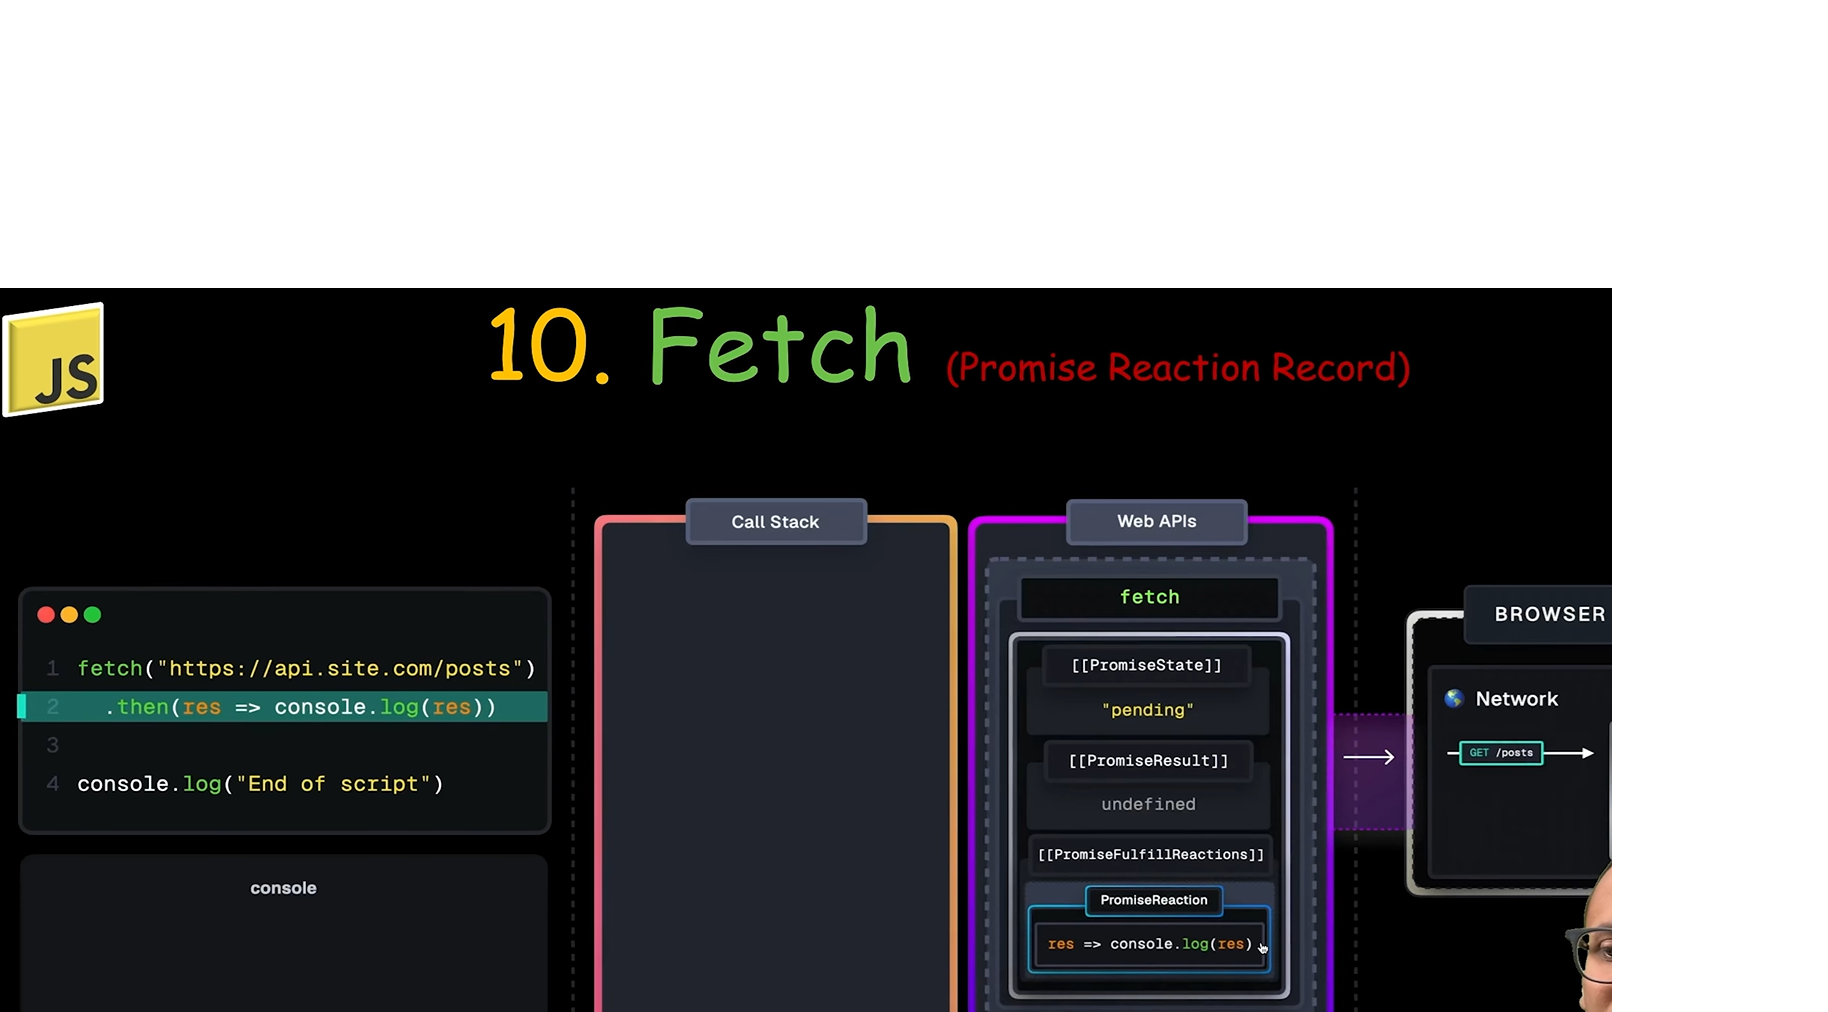 JS
10. Fetch (Promise Reaction Record)
1 fetch("https://api.site.com/posts")
2 .then(res => console.log(res))
3
4 console.log("End of script")
console
Call Stack
Web APIs
fetch
[[PromiseState]]
"pending"
[[PromiseResult]]
undefined
[[PromiseFulfillReactions]]
PromiseReaction
res => console.log(res)
BROWSER
Network
GET /posts